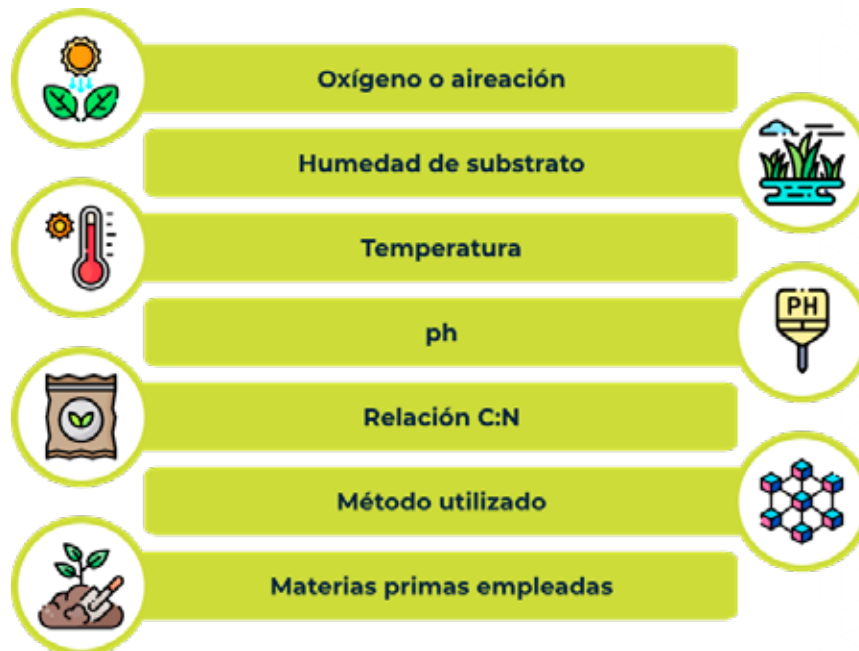 Oxígeno o aireación
Humedad de substrato
Temperatura
ph
PH
Relación C:N
Método utilizado
Materias primas empleadas